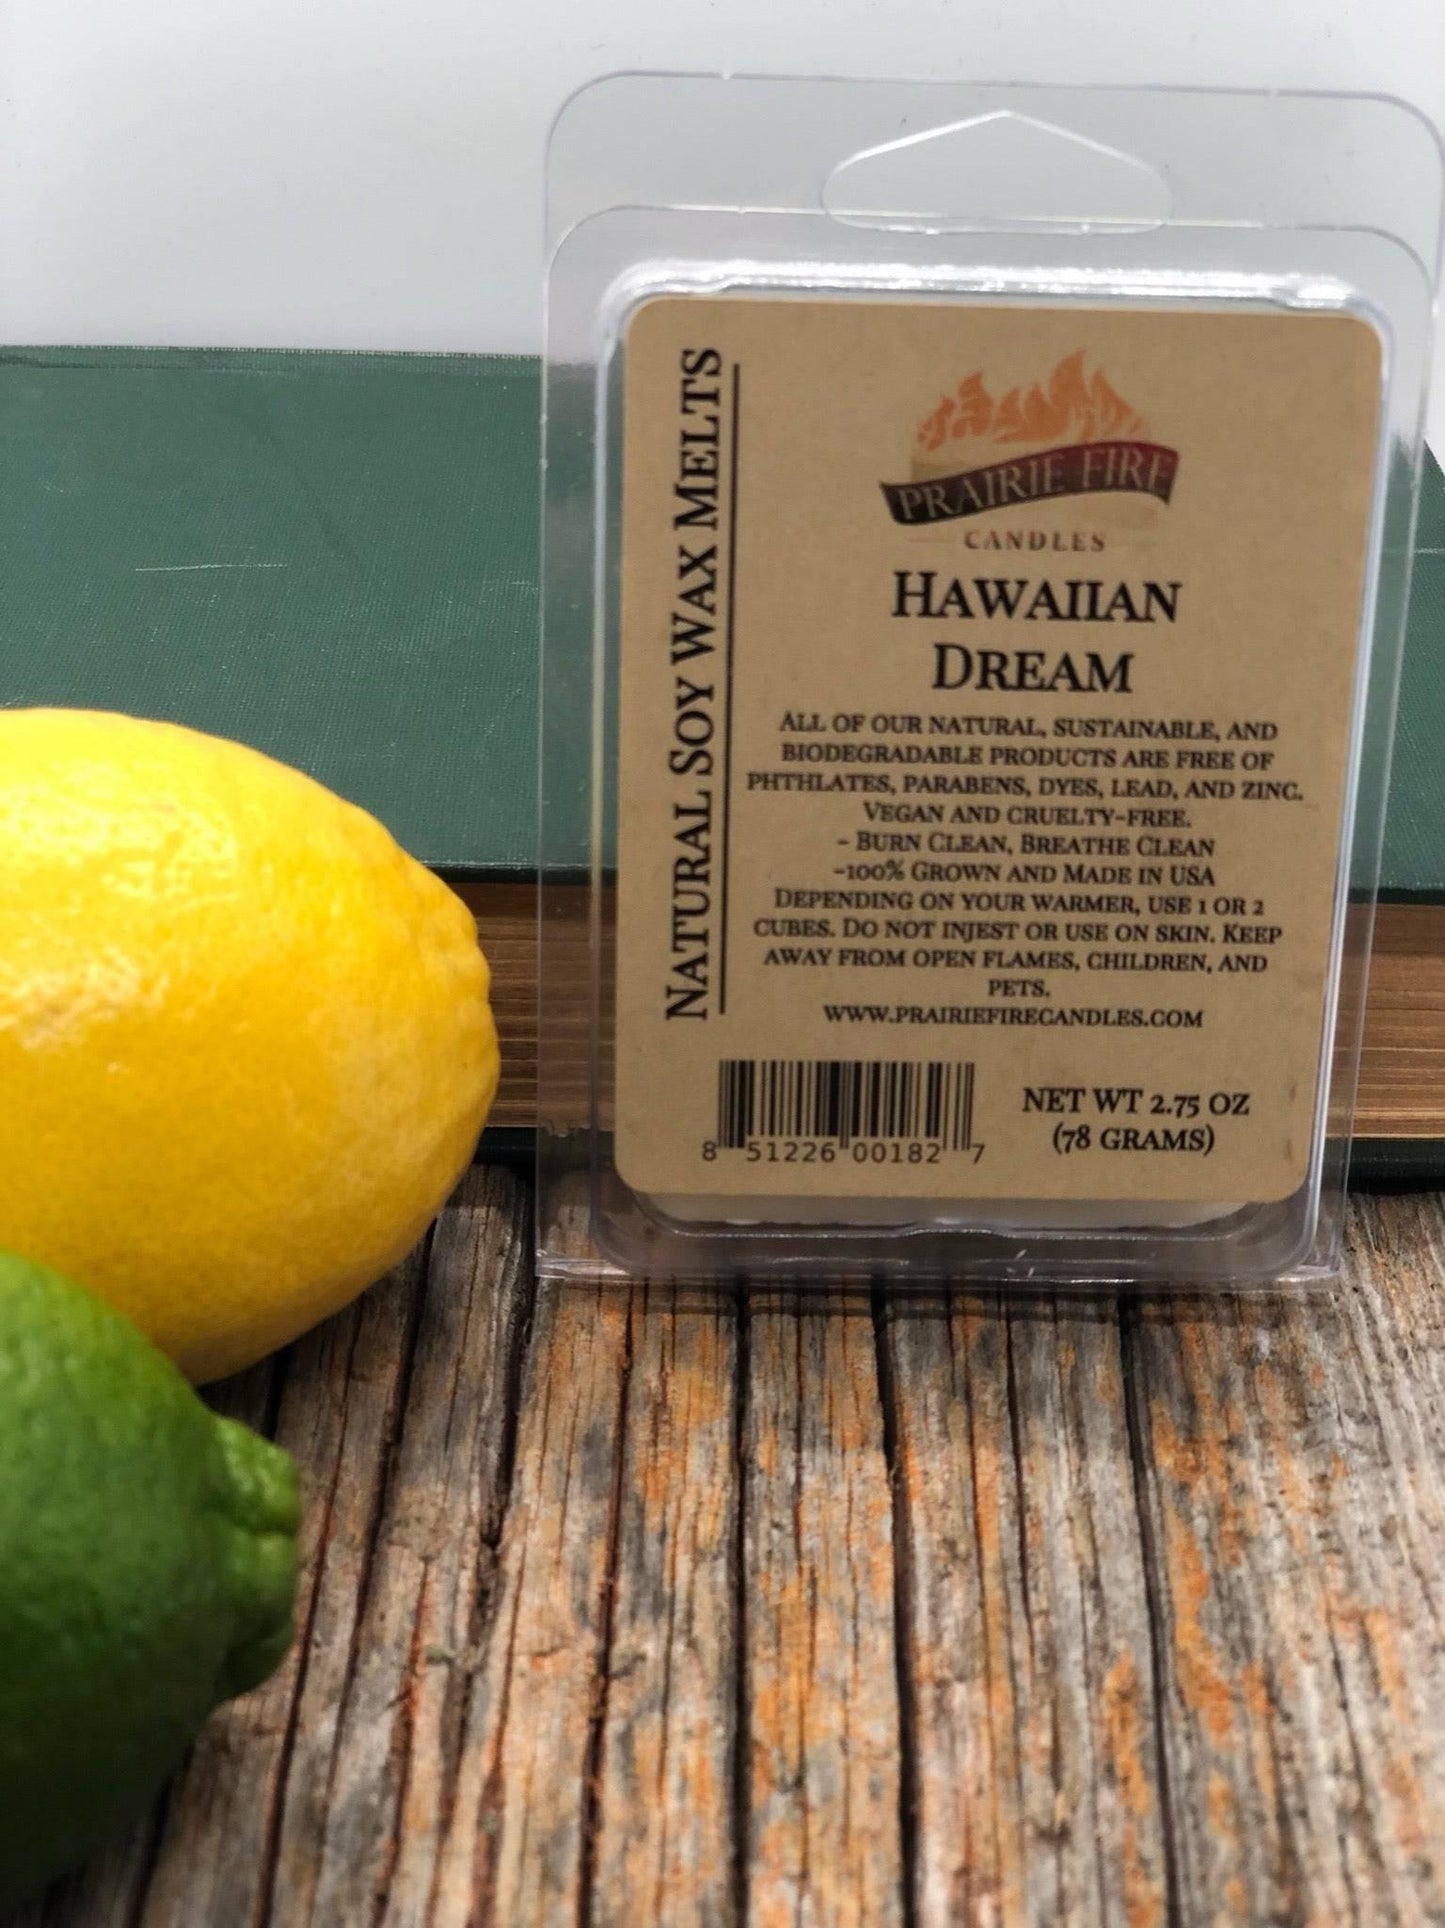 NATURAL SOY WAX MELTS
PRAIRIE FIRE
CANDLES
HAWAIIAN
DREAM
ALL OF OUR NATURAL, SUSTAINABLE, AND
BIODEGRADABLE PRODUCTS ARE FREE OF
PHTHLATES, PARABENS, DYES, LEAD, AND ZINC.
VEGAN AND CRUELTY-FREE.
- BURN CLEAN, BREATHE CLEAN
-100% GROWN AND MADE IN USA
DEPENDING ON YOUR WARMER, USE 1 OR 2
CUBES. DO NOT INJEST OR USE ON SKIN. KEEP
AWAY FROM OPEN FLAMES, CHILDREN, AND
PETS.
WWW.PRAIRIEFIRECANDLES.COM
8 51226 00182 7
NET WT 2.75 OZ
(78 GRAMS)